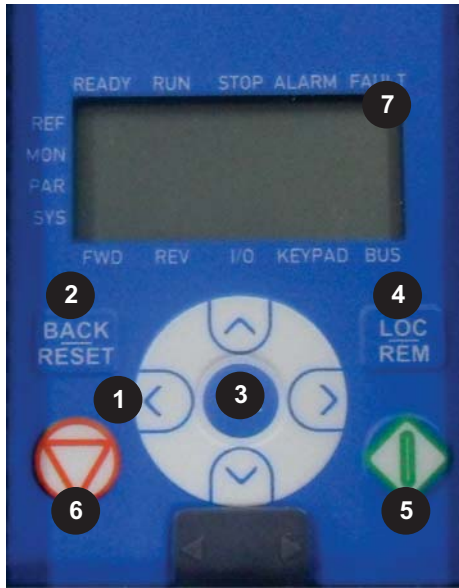 READY RUN STOP ALARM FAULT
7
REF
MON
PAR
SYS
FWD REV I/O KEYPAD BUS
2
4
BACK
RESET
LOC
REM
1
3
6
5